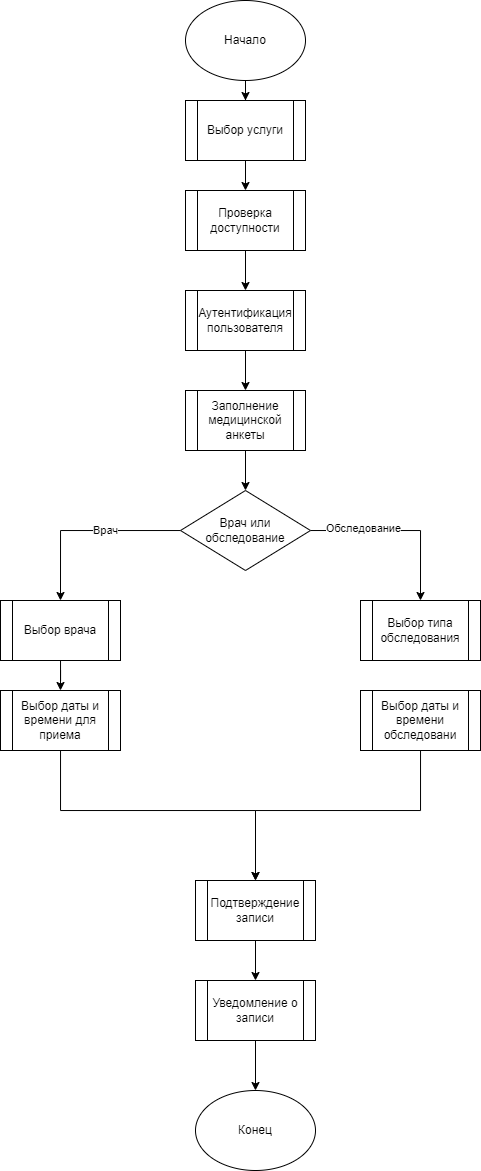 Начало
Выбор услуги
Проверка
доступности
Аутентификация
пользователя
Заполнение
медицинской
анкеты
Врач или
обследование
Врач
Обследование
Выбор врача
Выбор типа
обследования
Выбор даты и
времени для
приема
Выбор даты и
времени
обследовани
Подтверждение
записи
Уведомление о
записи
Конец